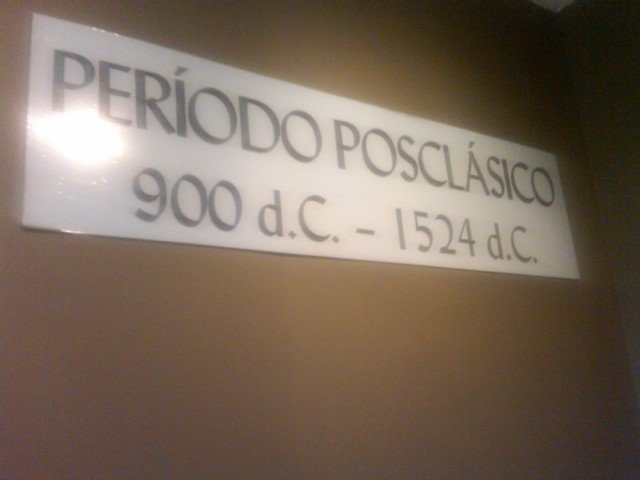 PERÍODO POSCLÁSICO
900 d.C. – 1524 d.C.